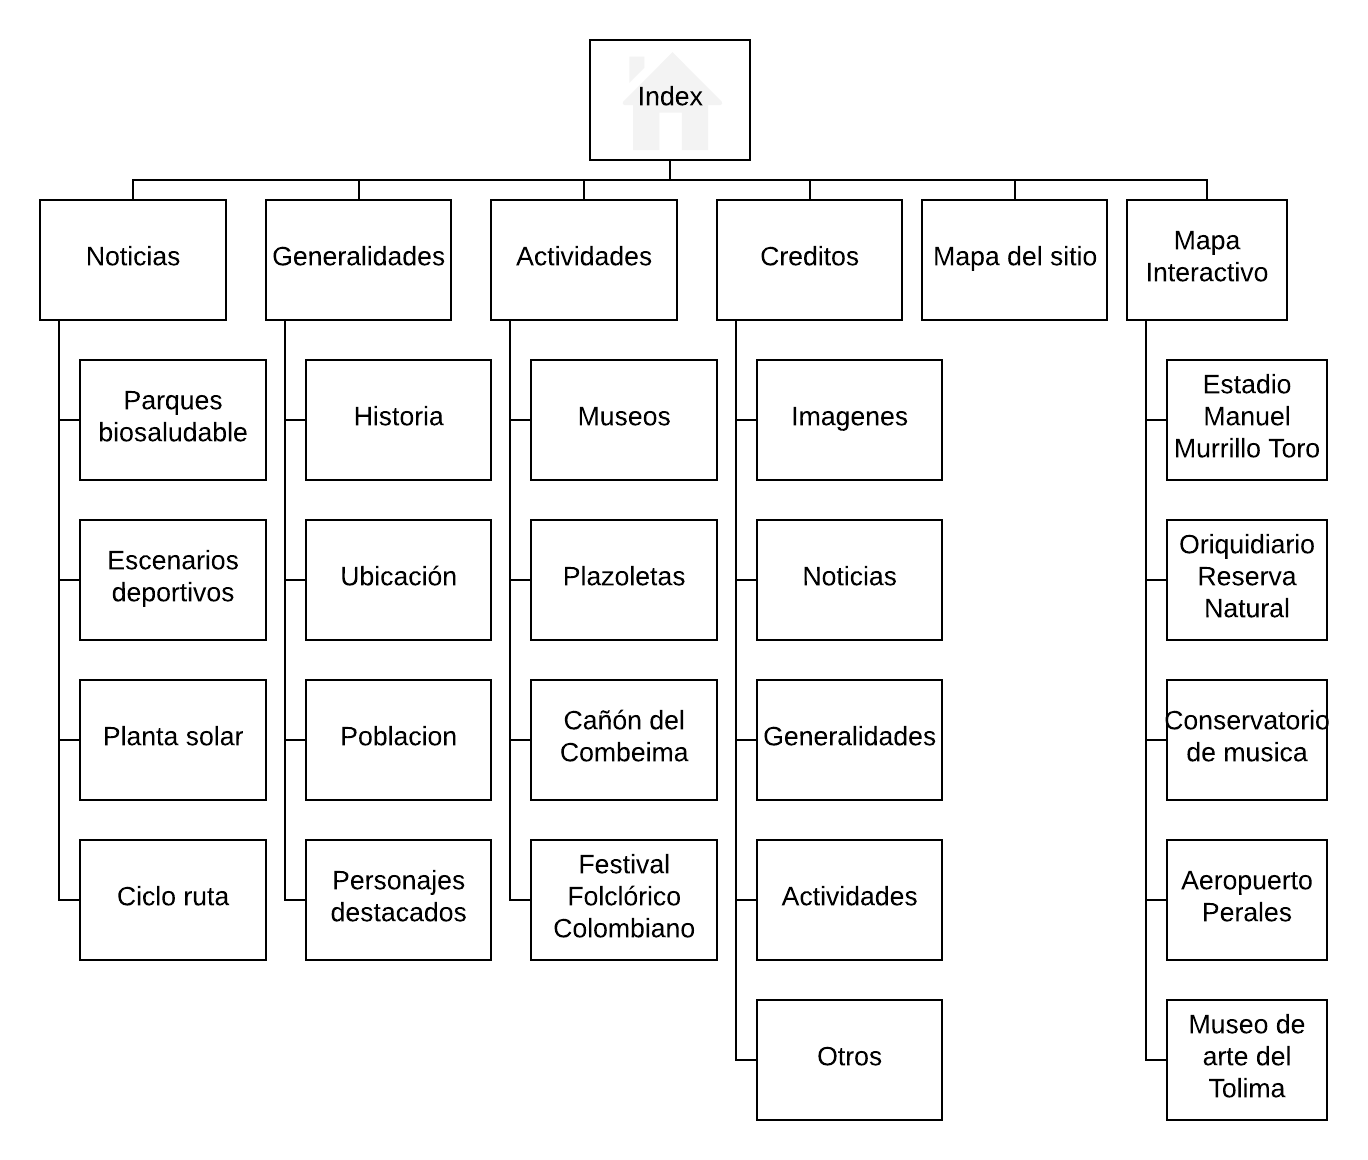 Index
Noticias
Generalidades
Actividades
Creditos
Mapa del sitio
Mapa
Interactivo
Parques
biosaludable
Escenarios
deportivos
Planta solar
Ciclo ruta
Historia
Ubicación
Poblacion
Personajes
destacados
Museos
Plazoletas
Cañón del
Combeima
Festival
Folclórico
Colombiano
Imagenes
Noticias
Generalidades
Actividades
Otros
Estadio
Manuel
Murrillo Toro
Oriquidiario
Reserva
Natural
Conservatorio
de musica
Aeropuerto
Perales
Museo de
arte del
Tolima